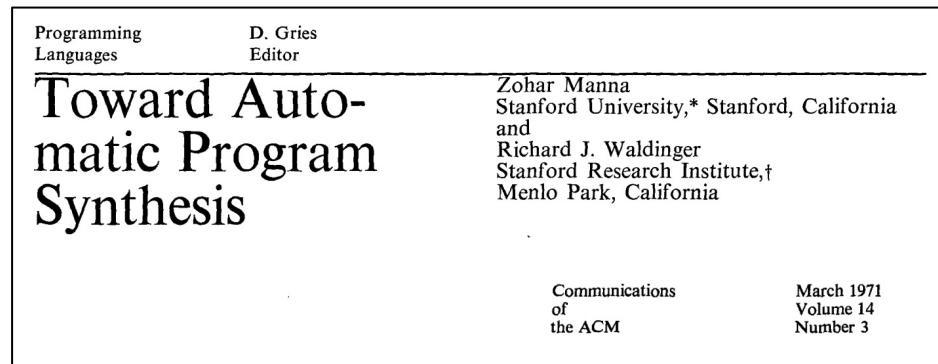 Programming
Languages
D. Gries
Editor
Toward Auto-
matic Program
Synthesis
Zohar Manna
Stanford University,* Stanford, California
and
Richard J. Waldinger
Stanford Research Institute,†
Menlo Park, California
Communications
of
the ACM
March 1971
Volume 14
Number 3